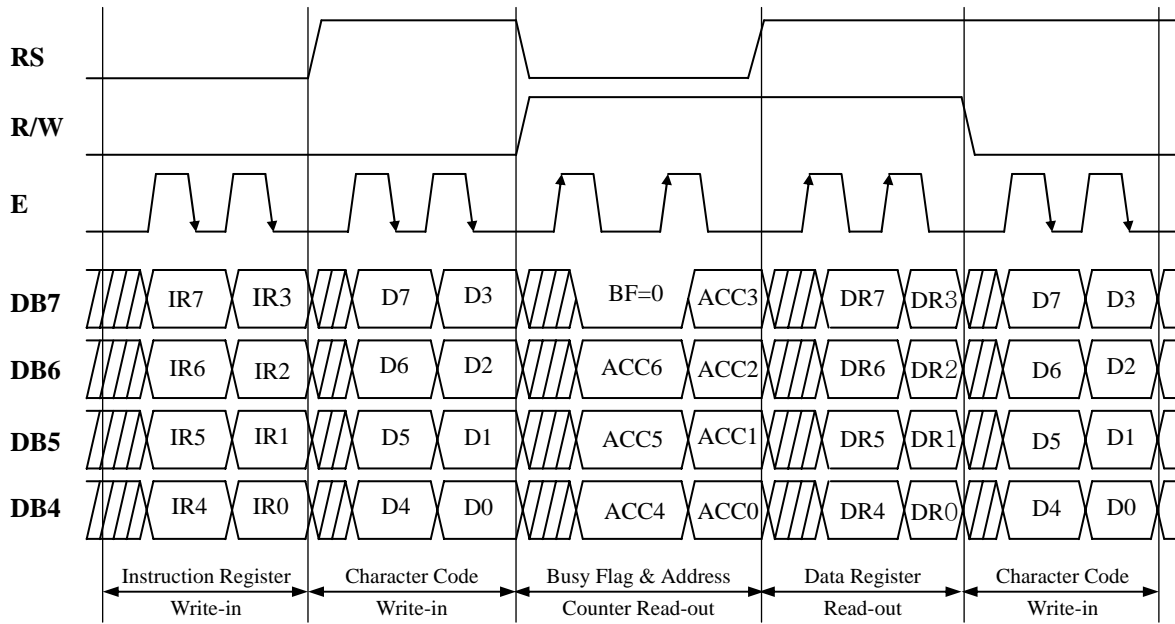 RS
R/W
E
DB7 IR7 IR3 D7 D3 BF=0 ACC3 DR7 DR3 D7 D3
DB6 IR6 IR2 D6 D2 ACC6 ACC2 DR6 DR2 D6 D2
DB5 IR5 IR1 D5 D1 ACC5 ACC1 DR5 DR1 D5 D1
DB4 IR4 IR0 D4 D0 ACC4 ACC0 DR4 DR0 D4 D0
Instruction Register Character Code Busy Flag & Address Data Register Character Code
Write-in Write-in Counter Read-out Read-out Write-in